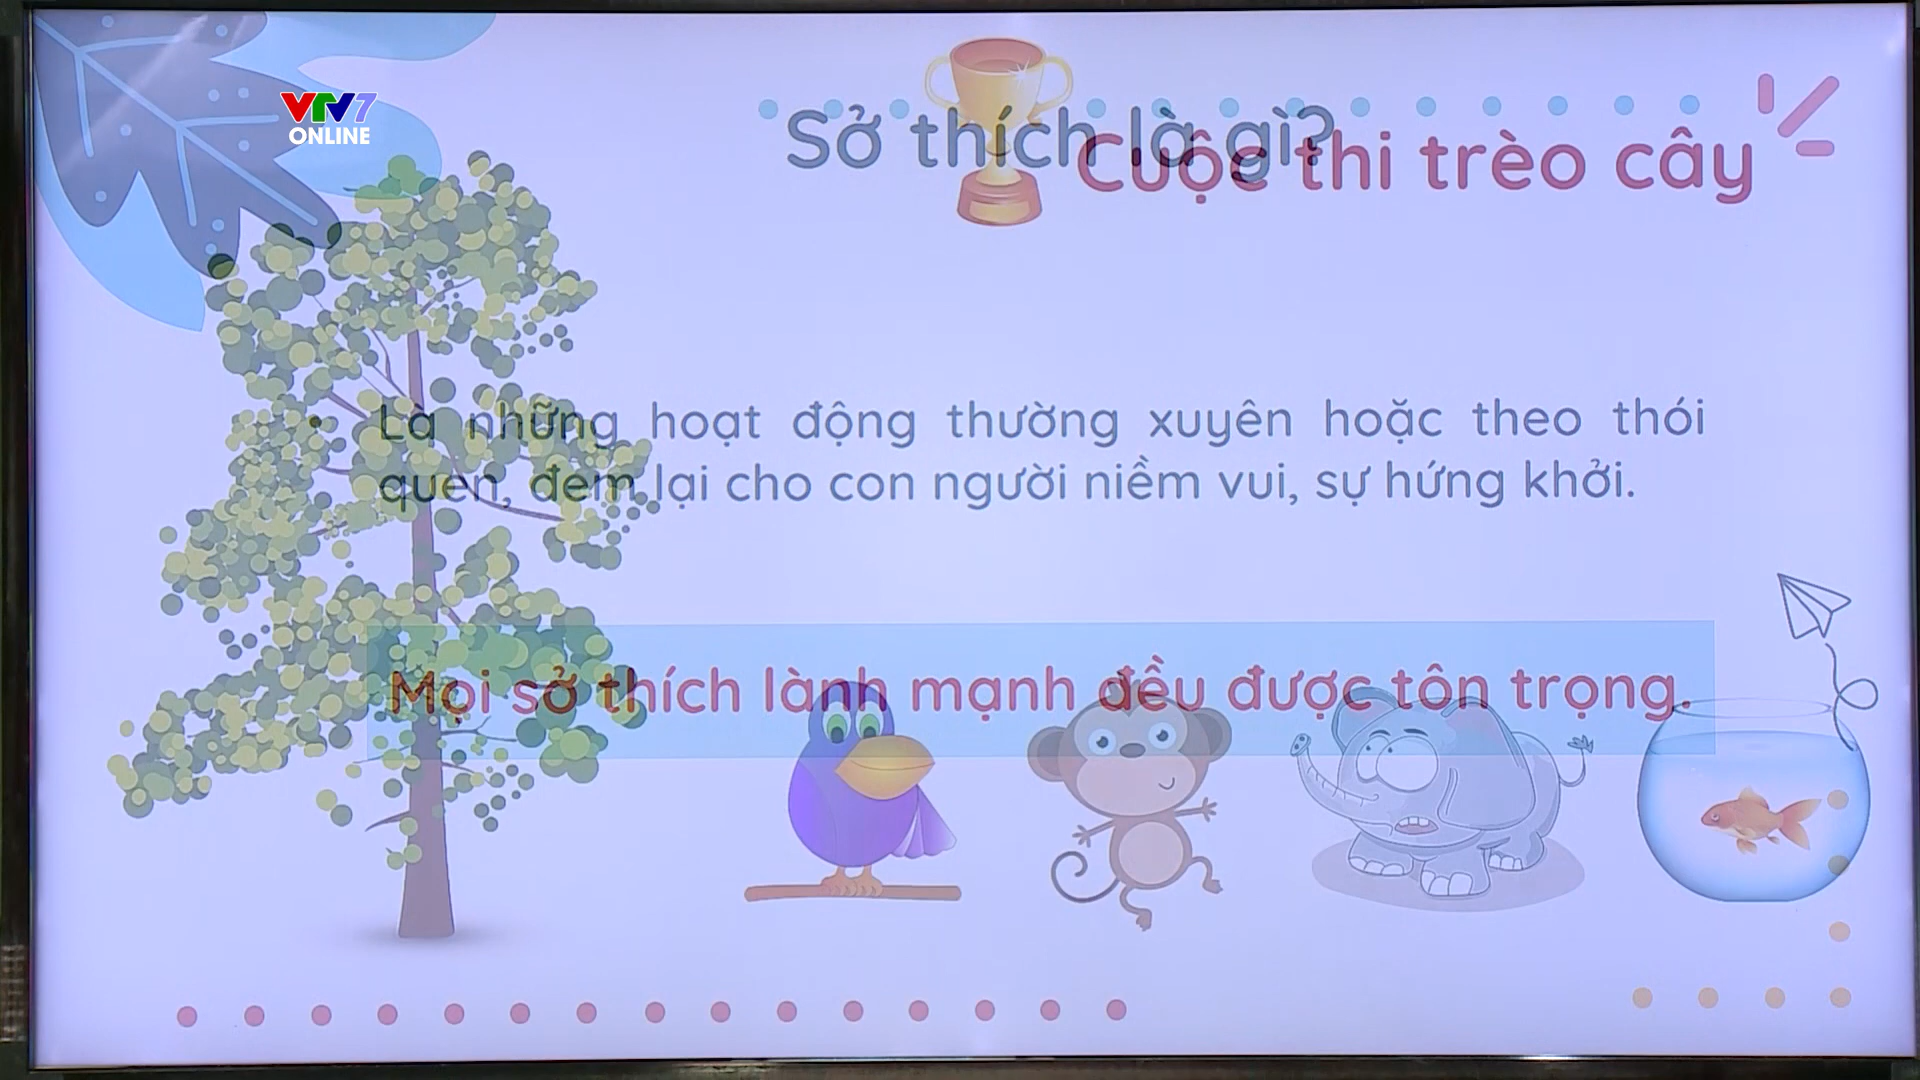 VTV7
ONLINE
Sở thích là gì?
Cuộc thi trèo cây
• Là những hoạt động thường xuyên hoặc theo thói
quen, đem lại cho con người niềm vui, sự hứng khởi.
Mọi sở thích lành mạnh đều được tôn trọng.